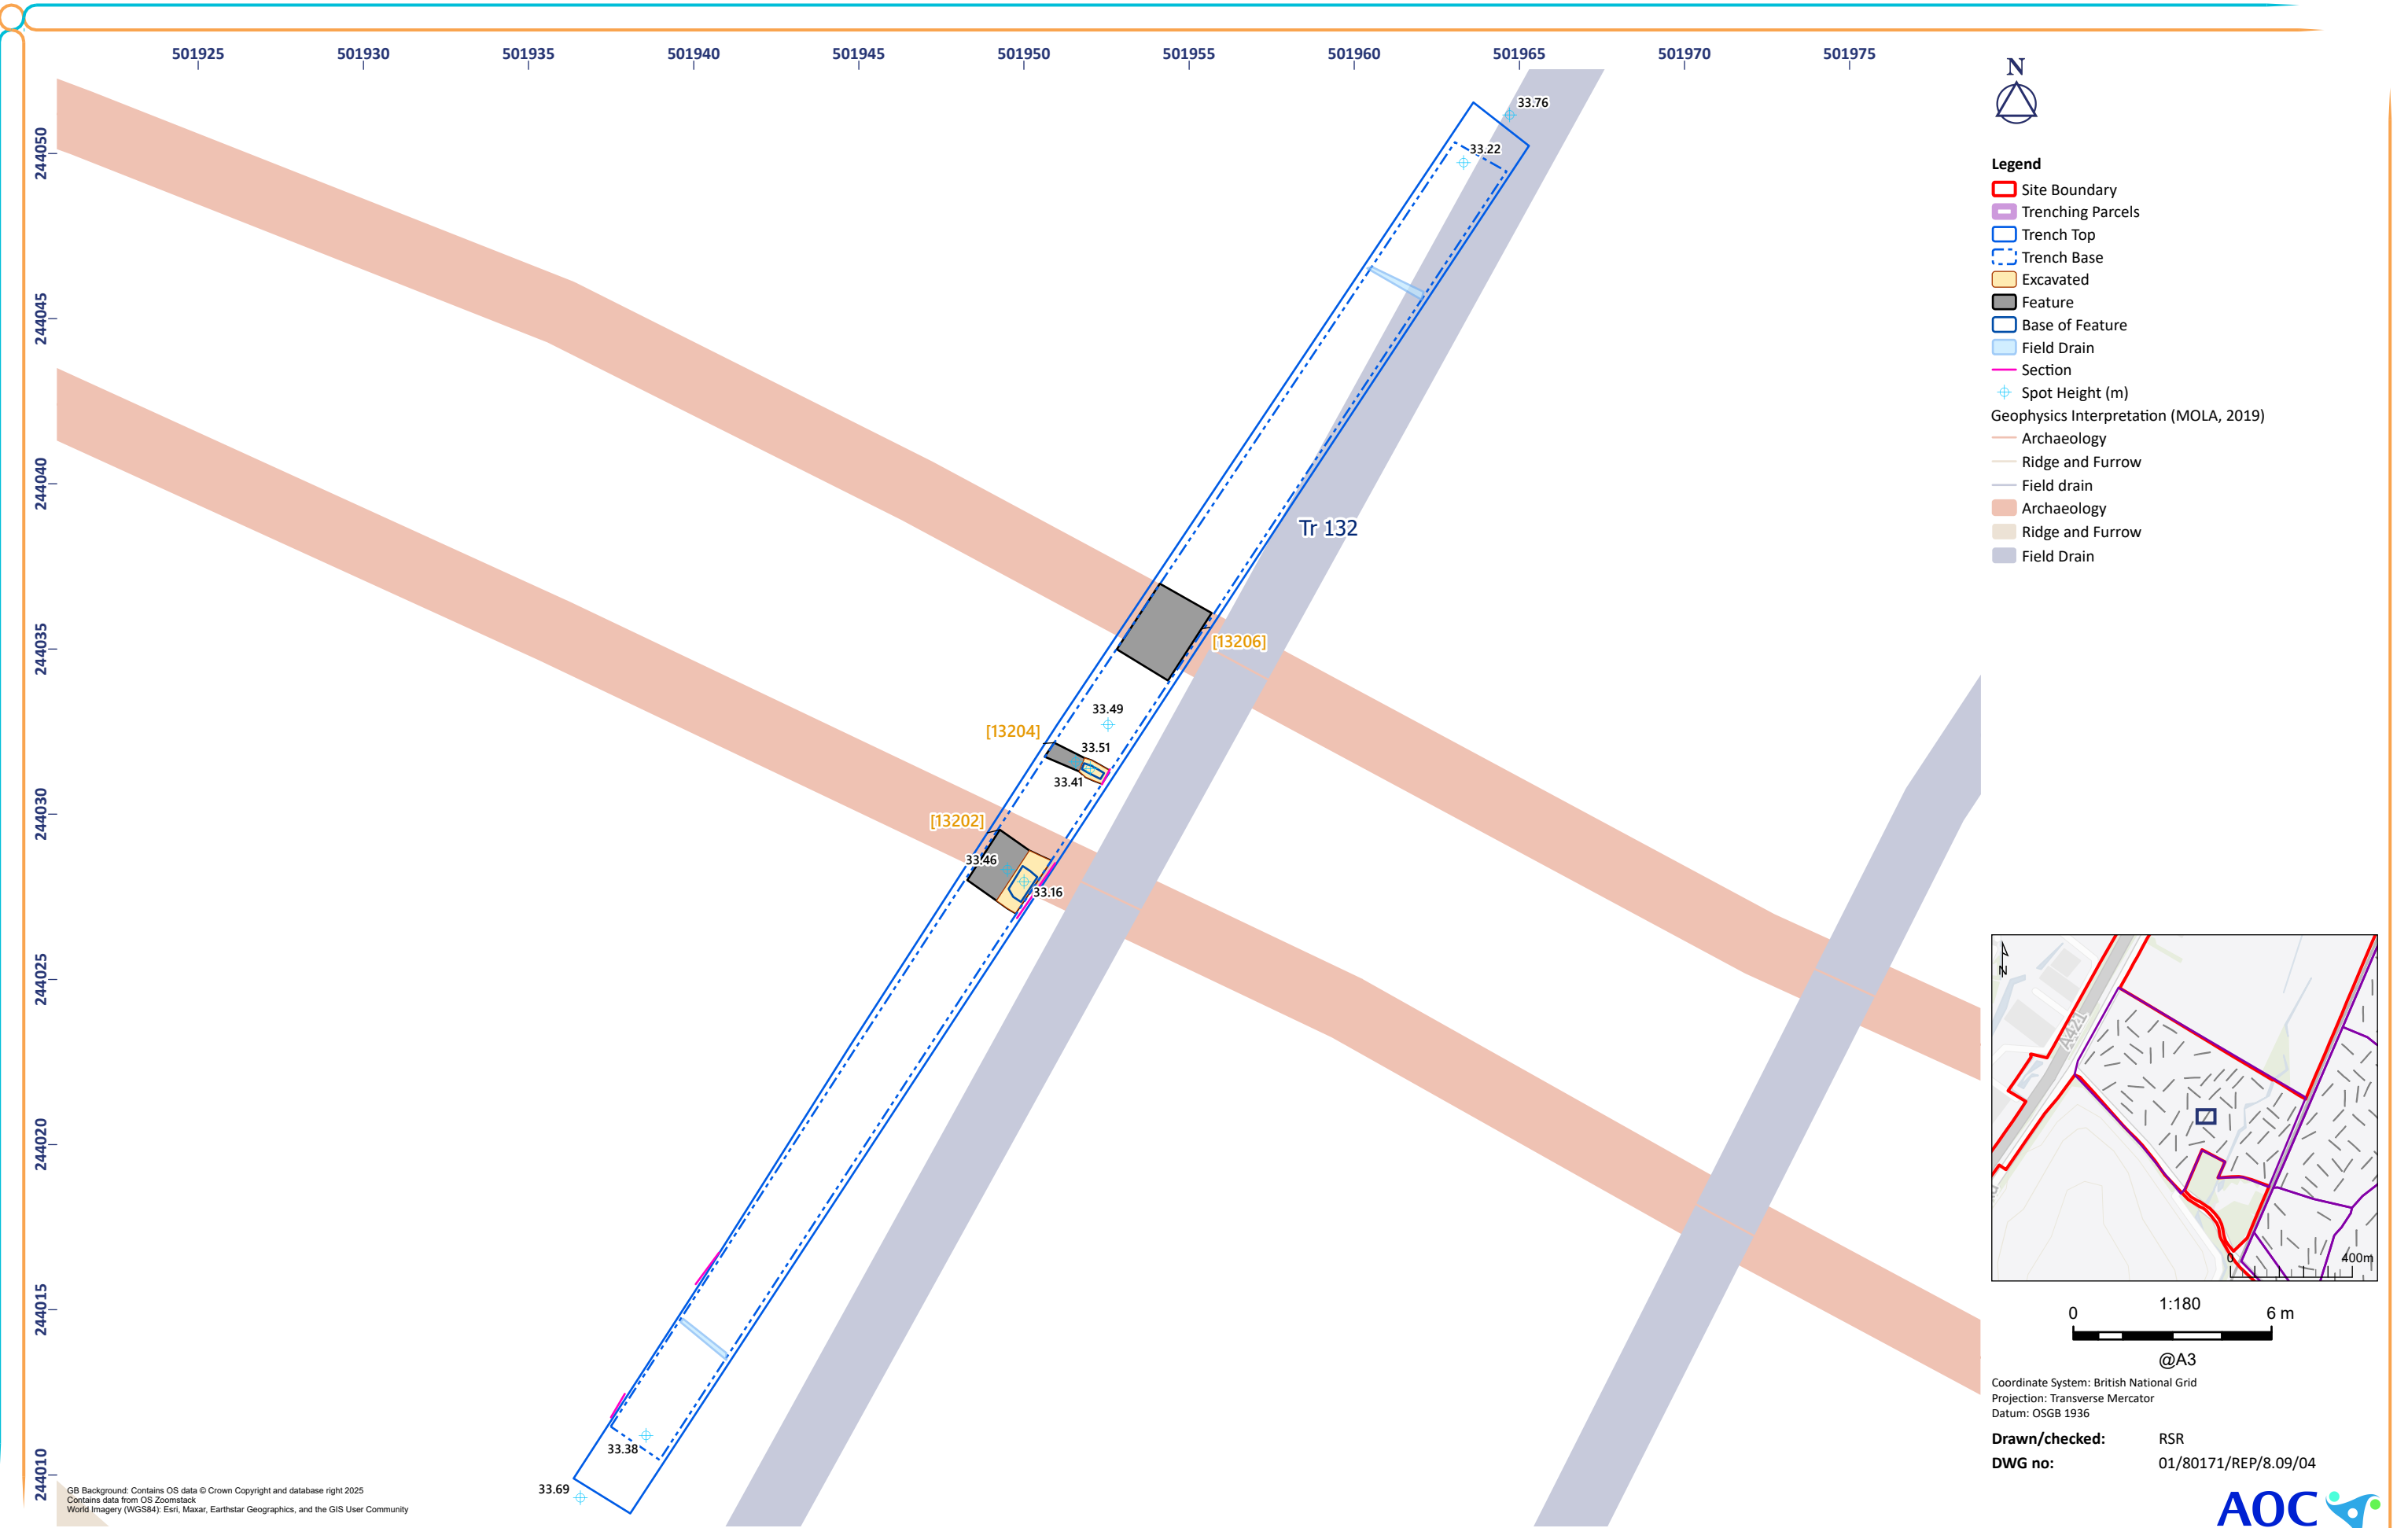 501925 501930 501935 501940 501945 501950 501955 501960 501965 501970 501975
244050
244045
244040
244035
244030
244025
244020
244015
244010
33.76
33.22
Tr 132
[13206]
33.49
[13204]
33.51
33.41
[13202]
33.46
33.16
33.38
33.69
GB Background: Contains OS data © Crown Copyright and database right 2025
Contains data from OS Zoomstack
World Imagery (WGS84): Esri, Maxar, Earthstar Geographics, and the GIS User Community
N
Legend
Site Boundary
Trenching Parcels
Trench Top
Trench Base
Excavated
Feature
Base of Feature
Field Drain
Section
Spot Height (m)
Geophysics Interpretation (MOLA, 2019)
Archaeology
Ridge and Furrow
Field drain
Archaeology
Ridge and Furrow
Field Drain
N
A421
0 400m
1:180
0 6 m
@A3
Coordinate System: British National Grid
Projection: Transverse Mercator
Datum: OSGB 1936
Drawn/checked: RSR
DWG no: 01/80171/REP/8.09/04
AOC